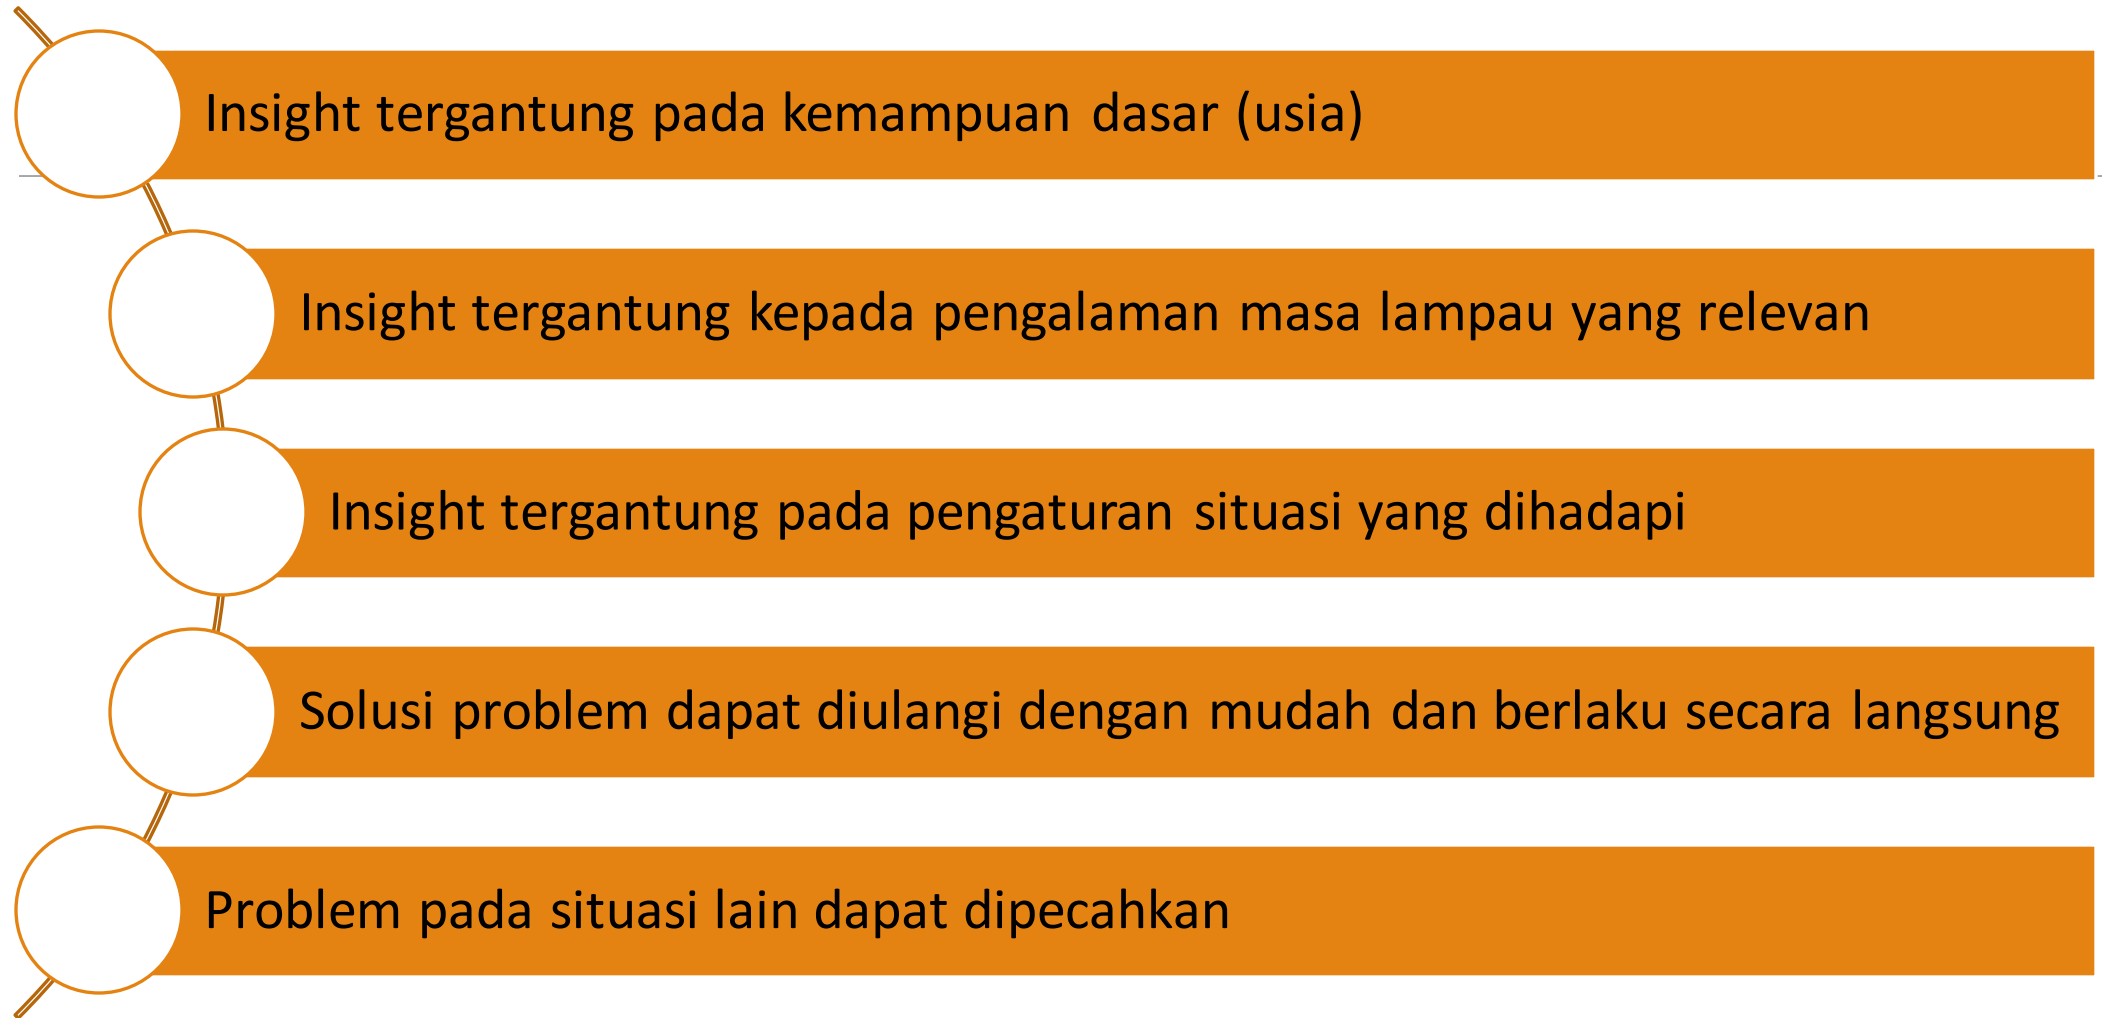 Insight tergantung pada kemampuan dasar (usia)
Insight tergantung kepada pengalaman masa lampau yang relevan
Insight tergantung pada pengaturan situasi yang dihadapi
Solusi problem dapat diulangi dengan mudah dan berlaku secara langsung
Problem pada situasi lain dapat dipecahkan